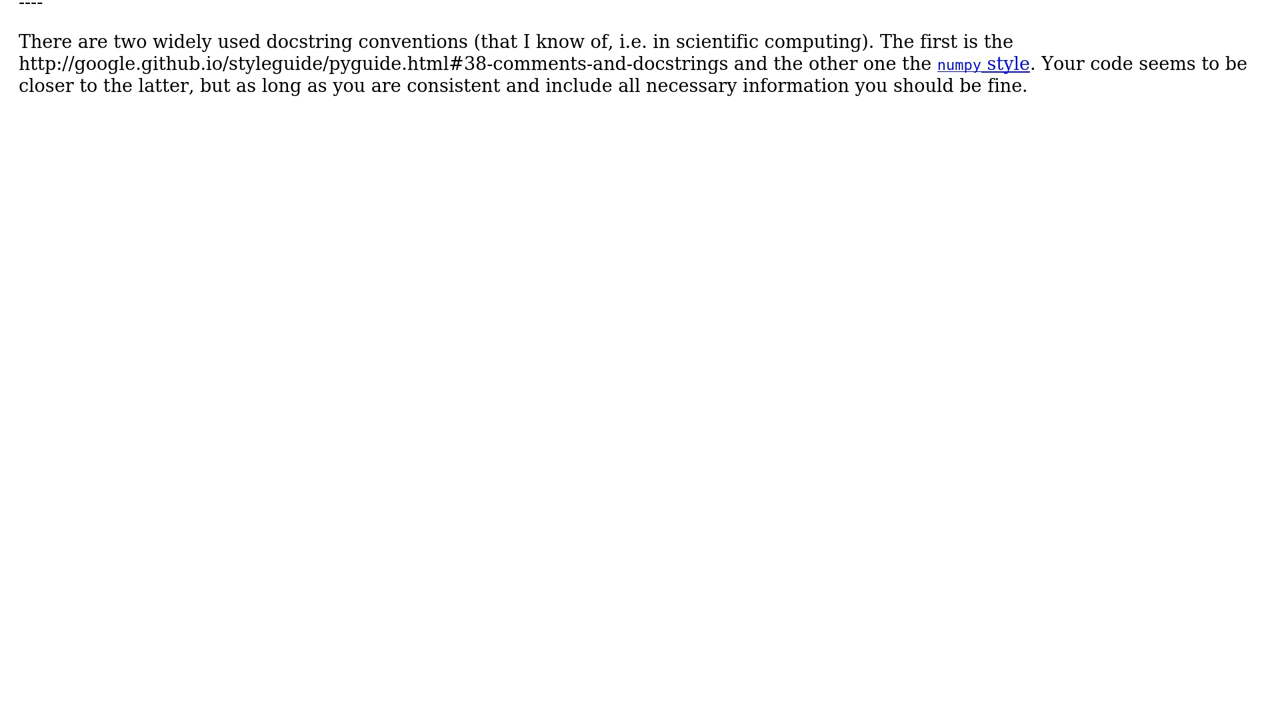 ----
There are two widely used docstring conventions (that I know of, i.e. in scientific computing). The first is the
http://google.github.io/styleguide/pyguide.html#38-comments-and-docstrings and the other one the numpy style. Your code seems to be
closer to the latter, but as long as you are consistent and include all necessary information you should be fine.